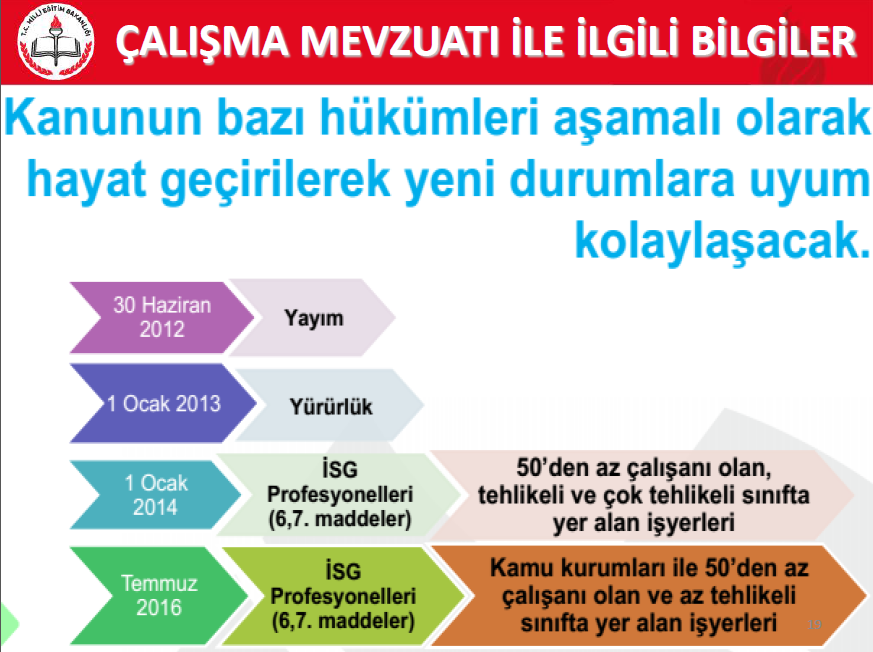 T.C. MİLLÎ EĞİTİM BAKANLIĞI
ÇALIŞMA MEVZUATI İLE İLGİLİ BİLGİLER
Kanunun bazı hükümleri aşamalı olarak
hayat geçirilerek yeni durumlara uyum
kolaylaşacak.
30 Haziran
2012
Yayım
1 Ocak 2013
Yürürlük
1 Ocak
2014
İSG
Profesyonelleri
(6,7. maddeler)
50'den az çalışanı olan,
tehlikeli ve çok tehlikeli sınıfta
yer alan işyerleri
Temmuz
2016
İSG
Profesyonelleri
(6,7. maddeler)
Kamu kurumları ile 50'den az
çalışanı olan ve az tehlikeli
sınıfta yer alan işyerleri